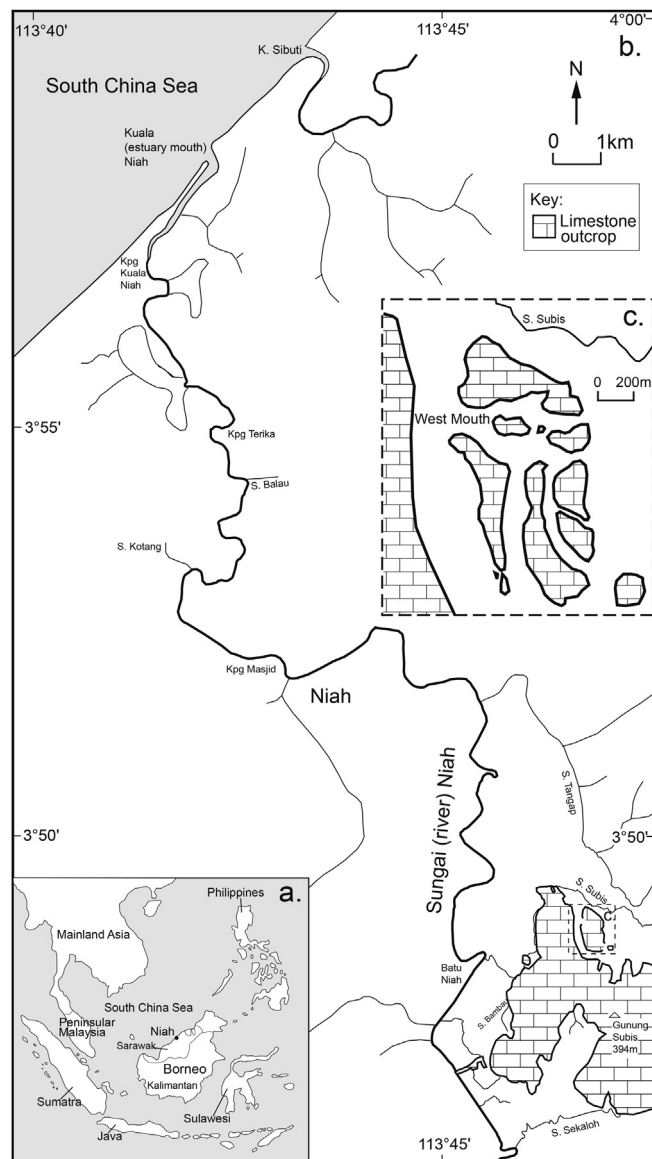 113°40'
113°45'
4°00'
b.
K. Sibuti
South China Sea
N
Kuala
(estuary mouth)
Niah
0 1km
Key:
Limestone
outcrop
Kpg
Kuala
Niah
c.
S. Subis
0 200m
West Mouth
3°55'
Kpg Terika
S. Balau
S. Kotang
Kpg Masjid
Niah
Sungai (river) Niah
S. Tangap
3°50'
3°50'
S. Subis
C.
Batu
Niah
S. Bambau
Gunung
Subis
394m
S. Sekaloh
113°45'
a.
Philippines
Mainland Asia
South China Sea
Peninsular
Malaysia
Niah
Sarawak
Borneo
Kalimantan
Sumatra
Sulawesi
Java